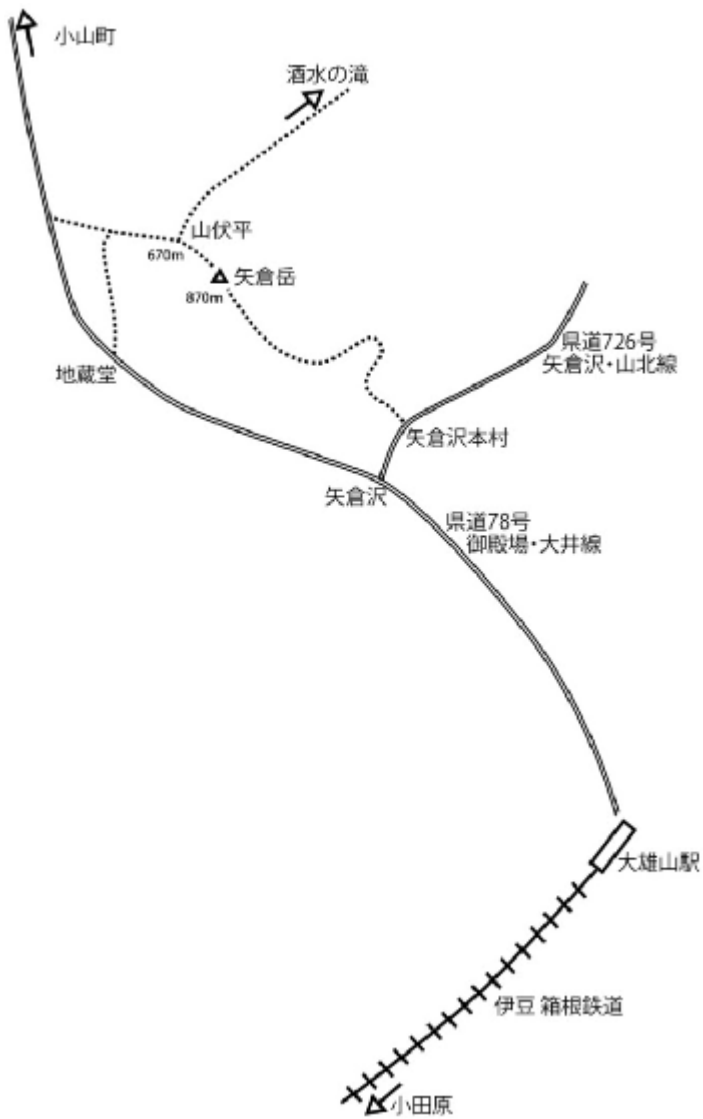 小山町
酒水の滝
山伏平
670m
矢倉岳
870m
県道726号
矢倉沢・山北線
地蔵堂
矢倉沢本村
矢倉沢
県道78号
御殿場・大井線
大雄山駅
伊豆 箱根鉄道
小田原